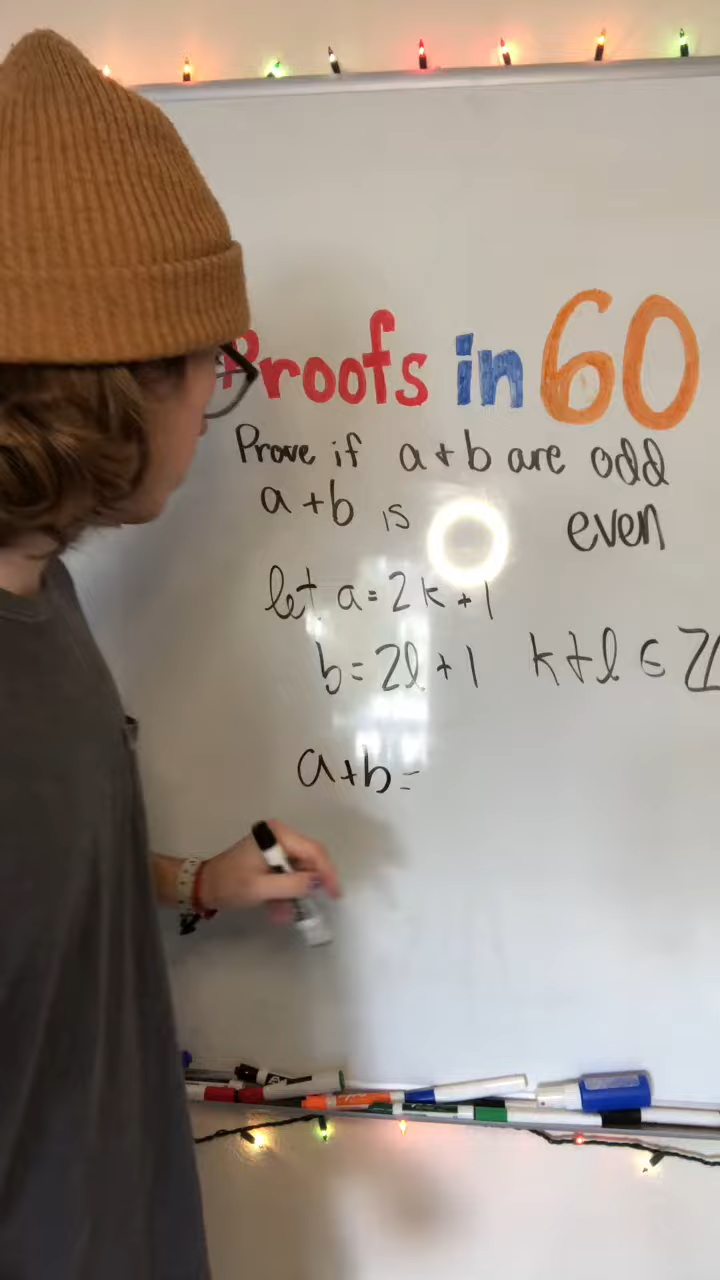 Proofs in 60
Prove if a + b are odd
a + b is even
let a = 2k + 1
b = 2l + 1 k + l ∈ ℤ
a + b =